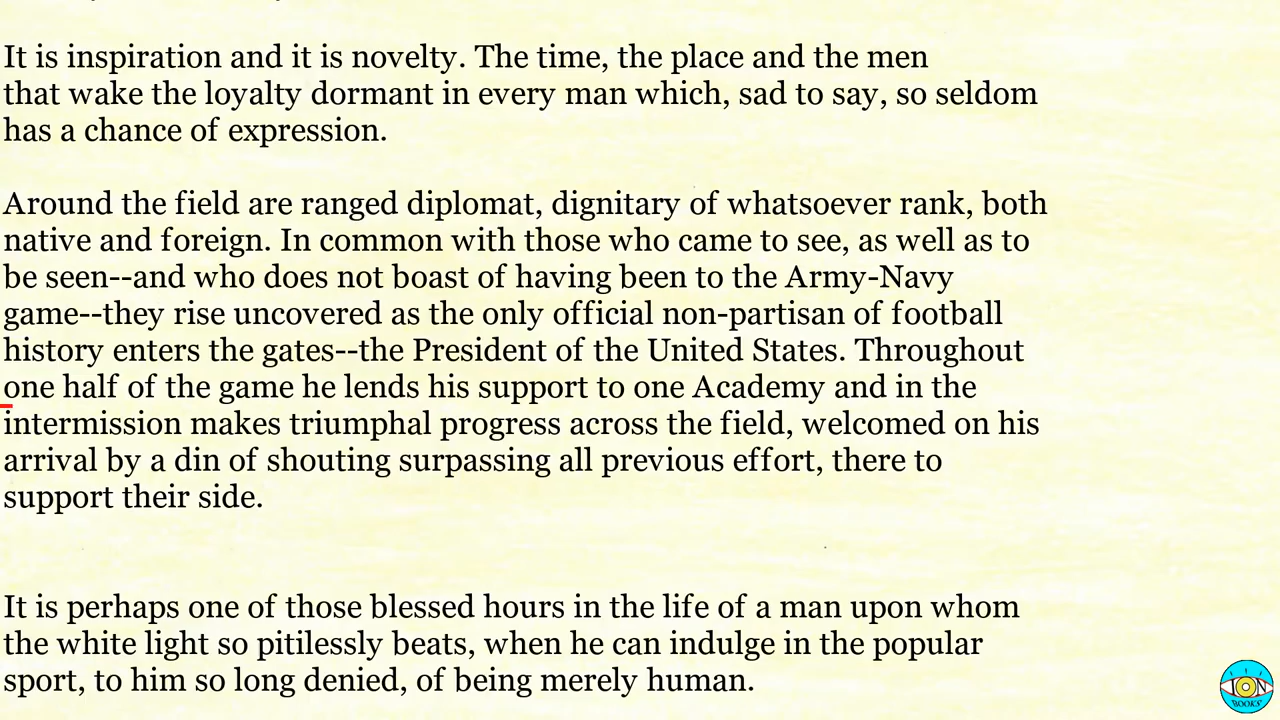 It is inspiration and it is novelty. The time, the place and the men
that wake the loyalty dormant in every man which, sad to say, so seldom
has a chance of expression.
Around the field are ranged diplomat, dignitary of whatsoever rank, both
native and foreign. In common with those who came to see, as well as to
be seen--and who does not boast of having been to the Army-Navy
game--they rise uncovered as the only official non-partisan of football
history enters the gates--the President of the United States. Throughout
one half of the game he lends his support to one Academy and in the
intermission makes triumphal progress across the field, welcomed on his
arrival by a din of shouting surpassing all previous effort, there to
support their side.
It is perhaps one of those blessed hours in the life of a man upon whom
the white light so pitilessly beats, when he can indulge in the popular
sport, to him so long denied, of being merely human.
ION
BOOKS